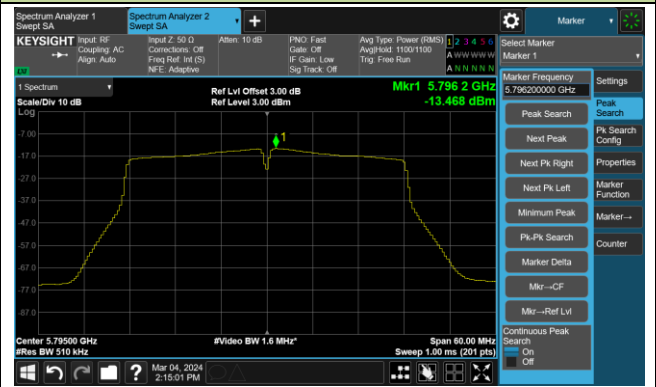 Spectrum Analyzer 1
Swept SA
Spectrum Analyzer 2
Swept SA
Marker
KEYSIGHT
Input: RF
Coupling: AC
Align: Auto
Input Z: 50 Ω
Corrections: Off
Freq Ref: Int (S)
NFE: Adaptive
Atten: 10 dB
PNO: Fast
Gate: Off
IF Gain: Low
Sig Track: Off
Avg Type: Power (RMS)
Avg|Hold: 1100/1100
Trig: Free Run
1 2 3 4 5 6
A W W W W W
A N N N N N
Select Marker
Marker 1
1 Spectrum
Scale/Div 10 dB
Log
Ref Lvl Offset 3.00 dB
Ref Level 3.00 dBm
Mkr1 5.796 2 GHz
-13.468 dBm
1
-7.00
-17.0
-27.0
-37.0
-47.0
-57.0
-67.0
-77.0
-87.0
Center 5.79500 GHz
#Res BW 510 kHz
#Video BW 1.6 MHz*
Span 60.00 MHz
Sweep 1.00 ms (201 pts)
Marker Frequency
5.796200000 GHz
Peak Search
Next Peak
Next Pk Right
Next Pk Left
Minimum Peak
Pk-Pk Search
Marker Delta
Mkr→CF
Mkr→Ref Lvl
Continuous Peak
Search
On
Off
Settings
Peak
Search
Pk Search
Config
Properties
Marker
Function
Marker→
Counter
?
Mar 04, 2024
2:15:01 PM